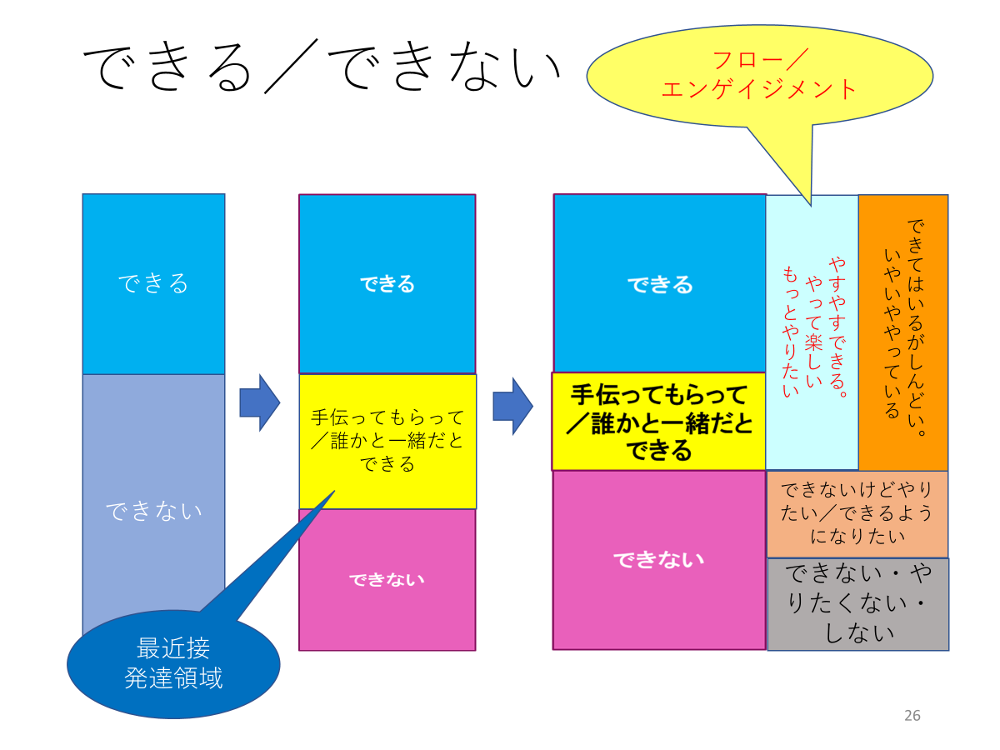 できる／できない
フロー／
エンゲイジメント
できる
できない
最近接
発達領域
できる
手伝ってもらって
／誰かと一緒だと
できる
できない
できる
手伝ってもらって
／誰かと一緒だと
できる
できない
やすやすできる。
やって楽しい
もっとやりたい
できてはいるがしんどい。
いやいややっている
できないけどやり
たい／できるよう
になりたい
できない・や
りたくない・
しない
26